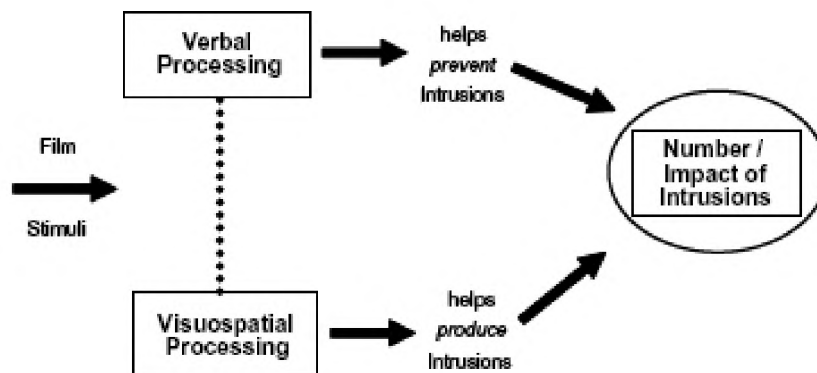 Verbal
Processing
helps
prevent
Intrusions
Film
Stimuli
Number /
Impact of
Intrusions
Visuospatial
Processing
helps
produce
Intrusions